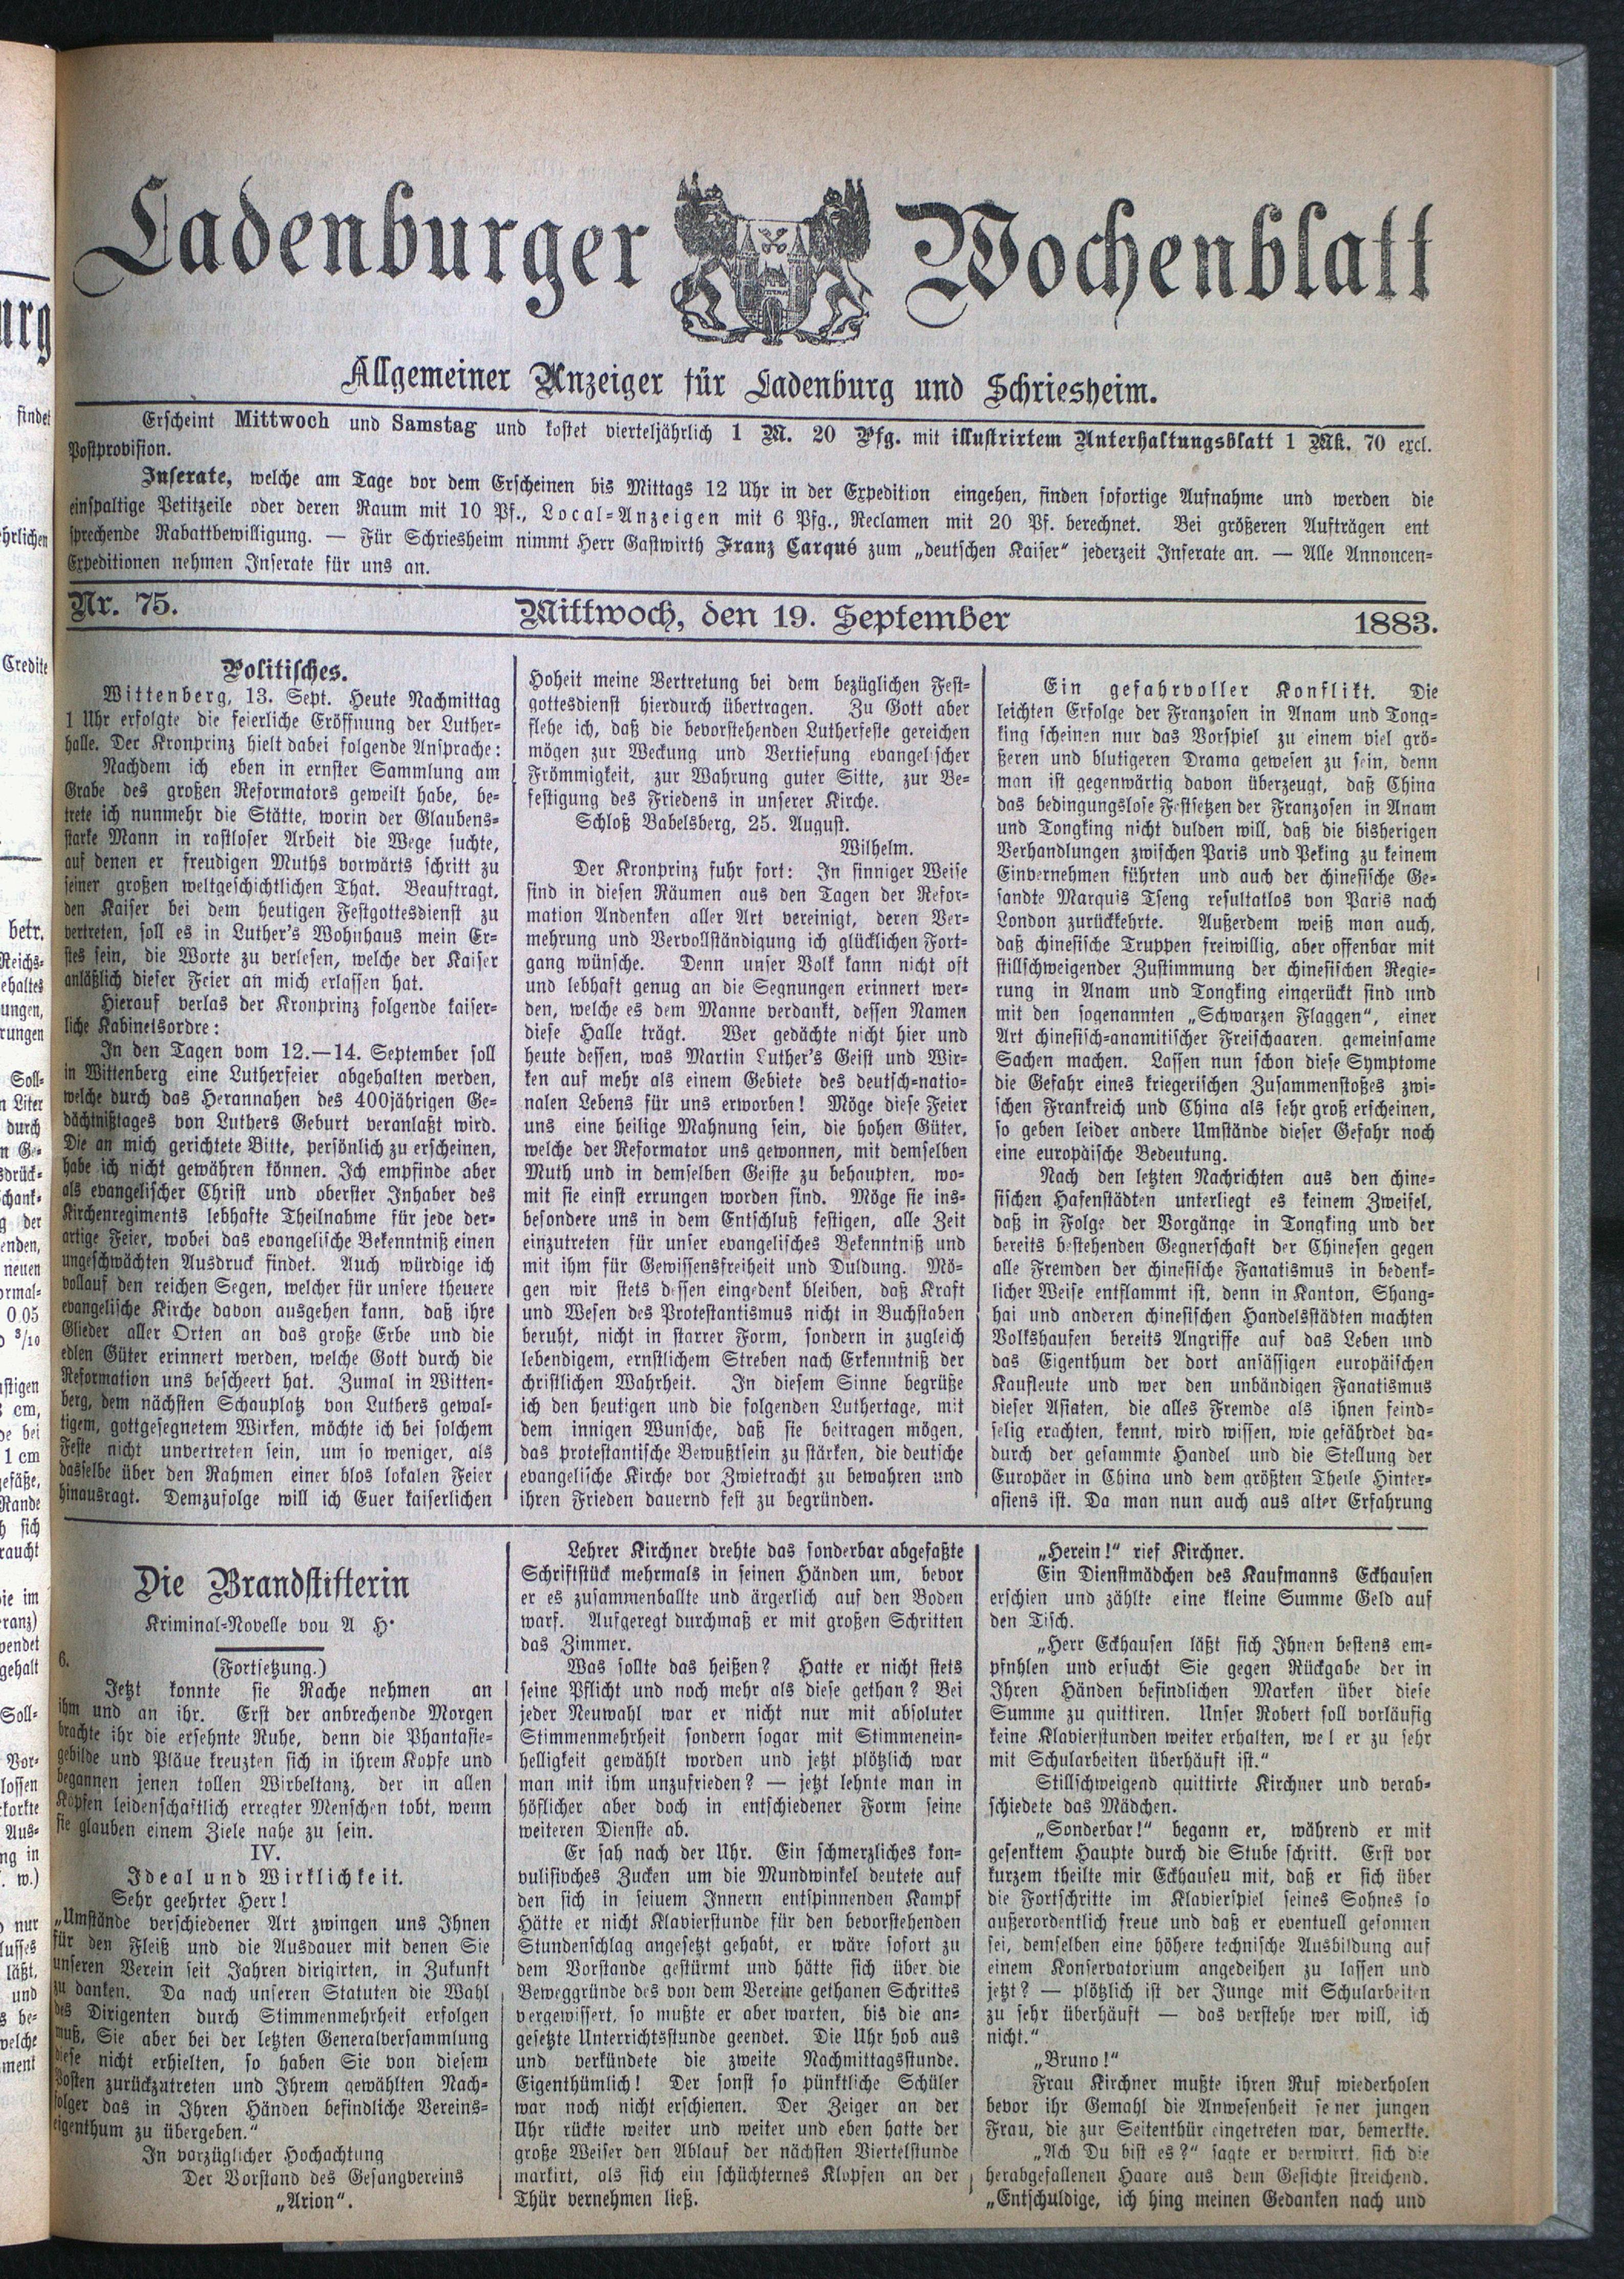 Ladenburger Wochenblatt
Allgemeiner Anzeiger für Ladenburg und Schriesheim.
Erscheint Mittwoch und Samstag und kostet vierteljährlich 1 M. 20 Pfg. mit illustrirtem Unterhaltungsblatt 1 Mk. 70 excl.
Postprovision.
Inserate, welche am Tage vor dem Erscheinen bis Mittags 12 Uhr in der Expedition eingehen, finden sofortige Aufnahme und werden die
einspaltige Petitzeile oder deren Raum mit 10 Pf., Local-Anzeigen mit 6 Pfg., Reclamen mit 20 Pf. berechnet. Bei größeren Aufträgen ent
sprechende Rabattbewilligung. — Für Schriesheim nimmt Herr Gastwirth Franz Carqué zum „deutschen Kaiser“ jederzeit Inserate an. — Alle Annoncen-
Expeditionen nehmen Inserate für uns an.
Nr. 75. Mittwoch, den 19. September 1883.
Politisches.
Wittenberg, 13. Sept. Heute Nachmittag
1 Uhr erfolgte die feierliche Eröffnung der Luther-
halle. Der Kronprinz hielt dabei folgende Ansprache:
Nachdem ich eben in ernster Sammlung am
Grabe des großen Reformators geweilt habe, be-
trete ich nunmehr die Stätte, worin der Glaubens-
starke Mann in rastloser Arbeit die Wege suchte,
auf denen er freudigen Muths vorwärts schritt zu
seiner großen weltgeschichtlichen That. Beauftragt,
den Kaiser bei dem heutigen Festgottesdienst zu
vertreten, soll es in Luther's Wohnhaus mein Er-
stes sein, die Worte zu verlesen, welche der Kaiser
anläßlich dieser Feier an mich erlassen hat.
Hierauf verlas der Kronprinz folgende kaiser-
liche Kabinetsordre:
In den Tagen vom 12.—14. September soll
in Wittenberg eine Lutherfeier abgehalten werden,
welche durch das Herannahen des 400jährigen Ge-
dächtnißtages von Luthers Geburt veranlaßt wird.
Die an mich gerichtete Bitte, persönlich zu erscheinen,
habe ich nicht gewähren können. Ich empfinde aber
als evangelischer Christ und oberster Inhaber des
Kirchenregiments lebhafte Theilnahme für jede der-
artige Feier, wobei das evangelische Bekenntniß einen
ungeschwächten Ausdruck findet. Auch würdige ich
vollauf den reichen Segen, welcher für unsere theuere
evangelische Kirche davon ausgehen kann, daß ihre
Glieder aller Orten an das große Erbe und die
edlen Güter erinnert werden, welche Gott durch die
Reformation uns bescheert hat. Zumal in Witten-
berg, dem nächsten Schauplatz von Luthers gewal-
tigem, gottgesegnetem Wirken, möchte ich bei solchem
Feste nicht unvertreten sein, um so weniger, als
dasselbe über den Rahmen einer blos lokalen Feier
hinausragt. Demzufolge will ich Euer kaiserlichen
Hoheit meine Vertretung bei dem bezüglichen Fest-
gottesdienst hierdurch übertragen. Zu Gott aber
flehe ich, daß die bevorstehenden Lutherfeste gereichen
mögen zur Weckung und Vertiefung evangel scher
Frömmigkeit, zur Wahrung guter Sitte, zur Be-
festigung des Friedens in unserer Kirche.
Schloß Babelsberg, 25. August.
Wilhelm.
Der Kronprinz fuhr fort: In sinniger Weise
sind in diesen Räumen aus den Tagen der Refor-
mation Andenken aller Art vereinigt, deren Ver-
mehrung und Vervollständigung ich glücklichen Fort-
gang wünsche. Denn unser Volk kann nicht oft
und lebhaft genug an die Segnungen erinnert wer-
den, welche es dem Manne verdankt, dessen Namen
diese Halle trägt. Wer gedächte nicht hier und
heute dessen, was Martin Luther's Geist und Wir-
ken auf mehr als einem Gebiete des deutsch-natio-
nalen Lebens für uns erworben! Möge diese Feier
uns eine heilige Mahnung sein, die hohen Güter,
welche der Reformator uns gewonnen, mit demselben
Muth und in demselben Geiste zu behaupten, wo-
mit sie einst errungen worden sind. Möge sie ins-
besondere uns in dem Entschluß festigen, alle Zeit
einzutreten für unser evangelisches Bekenntniß und
mit ihm für Gewissensfreiheit und Duldung. Mö-
gen wir stets dessen eingedenk bleiben, daß Kraft
und Wesen des Protestantismus nicht in Buchstaben
beruht, nicht in starrer Form, sondern in zugleich
lebendigem, ernstlichem Streben nach Erkenntniß der
christlichen Wahrheit. In diesem Sinne begrüße
ich den heutigen und die folgenden Luthertage, mit
dem innigen Wunsche, daß sie beitragen mögen,
das protestantische Bewußtsein zu stärken, die deutsche
evangelische Kirche vor Zwietracht zu bewahren und
ihren Frieden dauernd fest zu begründen.
Ein gefahrvoller Konflikt. Die
leichten Erfolge der Franzosen in Anam und Tong-
king scheinen nur das Vorspiel zu einem viel grö-
ßeren und blutigeren Drama gewesen zu sein, denn
man ist gegenwärtig davon überzeugt, daß China
das bedingungslose Festsetzen der Franzosen in Anam
und Tongking nicht dulden will, daß die bisherigen
Verhandlungen zwischen Paris und Peking zu keinem
Einvernehmen führten und auch der chinesische Ge-
sandte Marquis Tseng resultatlos von Paris nach
London zurückkehrte. Außerdem weiß man auch,
daß chinesische Truppen freiwillig, aber offenbar mit
stillschweigender Zustimmung der chinesischen Regie-
rung in Anam und Tongking eingerückt sind und
mit den sogenannten „Schwarzen Flaggen“, einer
Art chinesisch-anamitischer Freischaaren, gemeinsame
Sachen machen. Lassen nun schon diese Symptome
die Gefahr eines kriegerischen Zusammenstoßes zwi-
schen Frankreich und China als sehr groß erscheinen,
so geben leider andere Umstände dieser Gefahr noch
eine europäische Bedeutung.
Nach den letzten Nachrichten aus den chine-
sischen Hafenstädten unterliegt es keinem Zweifel,
daß in Folge der Vorgänge in Tongking und der
bereits bestehenden Gegnerschaft der Chinesen gegen
alle Fremden der chinesische Fanatismus in bedenk-
licher Weise entflammt ist, denn in Kanton, Shang-
hai und anderen chinesischen Handelsstädten machten
Volkshaufen bereits Angriffe auf das Leben und
das Eigenthum der dort ansässigen europäischen
Kaufleute und wer den unbändigen Fanatismus
dieser Asiaten, die alles Fremde als ihnen feind-
selig erachten, kennt, wird wissen, wie gefährdet da-
durch der gesammte Handel und die Stellung der
Europäer in China und dem größten Theile Hinter-
asiens ist. Da man nun auch aus alter Erfahrung
Die Brandstifterin
Kriminal-Novelle von A H.
6.
(Fortsetzung.)
Jetzt konnte sie Rache nehmen an
ihm und an ihr. Erst der anbrechende Morgen
brachte ihr die ersehnte Ruhe, denn die Phantasie-
gebilde und Pläue kreuzten sich in ihrem Kopfe und
begannen jenen tollen Wirbeltanz, der in allen
Köpfen leidenschaftlich erregter Menschen tobt, wenn
sie glauben einem Ziele nahe zu sein.
IV.
Ideal und Wirklichkeit.
Sehr geehrter Herr!
„Umstände verschiedener Art zwingen uns Ihnen
für den Fleiß und die Ausdauer mit denen Sie
unseren Verein seit Jahren dirigirten, in Zukunft
zu danken. Da nach unseren Statuten die Wahl
des Dirigenten durch Stimmenmehrheit erfolgen
muß, Sie aber bei der letzten Generalversammlung
diese nicht erhielten, so haben Sie von diesem
Posten zurückzutreten und Ihrem gewählten Nach-
folger das in Ihren Händen befindliche Vereins-
eigenthum zu übergeben.“
In vorzüglicher Hochachtung
Der Vorstand des Gesangvereins
„Arion“.
Lehrer Kirchner drehte das sonderbar abgefaßte
Schriftstück mehrmals in seinen Händen um, bevor
er es zusammenballte und ärgerlich auf den Boden
warf. Aufgeregt durchmaß er mit großen Schritten
das Zimmer.
Was sollte das heißen? Hatte er nicht stets
seine Pflicht und noch mehr als diese gethan? Bei
jeder Neuwahl war er nicht nur mit absoluter
Stimmenmehrheit sondern sogar mit Stimmenein-
helligkeit gewählt worden und jetzt plötzlich war
man mit ihm unzufrieden? — jetzt lehnte man in
höflicher aber doch in entschiedener Form seine
weiteren Dienste ab.
Er sah nach der Uhr. Ein schmerzliches kon-
vulsivsches Zucken um die Mundwinkel deutete auf
den sich in seiuem Innern entspinnenden Kampf
Hätte er nicht Klavierstunde für den bevorstehenden
Stundenschlag angesetzt gehabt, er wäre sofort zu
dem Vorstande gestürmt und hätte sich über die
Beweggründe des von dem Vereine gethanen Schrittes
vergewissert, so mußte er aber warten, bis die an-
gesetzte Unterrichtsstunde geendet. Die Uhr hob aus
und verkündete die zweite Nachmittagsstunde.
Eigenthümlich! Der sonst so pünktliche Schüler
war noch nicht erschienen. Der Zeiger an der
Uhr rückte weiter und weiter und eben hatte der
große Weiser den Ablauf der nächsten Viertelstunde
markirt, als sich ein schüchternes Klopfen an der
Thür vernehmen ließ.
„Herein!“ rief Kirchner.
Ein Dienstmädchen des Kaufmanns Eckhausen
erschien und zählte eine kleine Summe Geld auf
den Tisch.
„Herr Eckhausen läßt sich Ihnen bestens em-
pfnhlen und ersucht Sie gegen Rückgabe der in
Ihren Händen befindlichen Marken über diese
Summe zu quittiren. Unser Robert soll vorläufig
keine Klavierstunden weiter erhalten, we l er zu sehr
mit Schularbeiten überhäuft ist.“
Stillschweigend quittirte Kirchner und verab-
schiedete das Mädchen.
„Sonderbar!“ begann er, während er mit
gesenktem Haupte durch die Stube schritt. Erst vor
kurzem theilte mir Eckhauseu mit, daß er sich über
die Fortschritte im Klavierspiel seines Sohnes so
außerordentlich freue und daß er eventuell gesonnen
sei, demselben eine höhere technische Ausbildung auf
einem Konservatorium angedeihen zu lassen und
jetzt? — plötzlich ist der Junge mit Schularbeiten
zu sehr überhäuft — das verstehe wer will, ich
nicht.“
„Bruno!“
Frau Kirchner mußte ihren Ruf wiederholen
bevor ihr Gemahl die Anwesenheit se ner jungen
Frau, die zur Seitenthür eingetreten war, bemerkte.
„Ach Du bist es?“ sagte er verwirrt, sich die
herabgefallenen Haare aus dem Gesichte streichend.
„Entschuldige, ich hing meinen Gedanken nach und